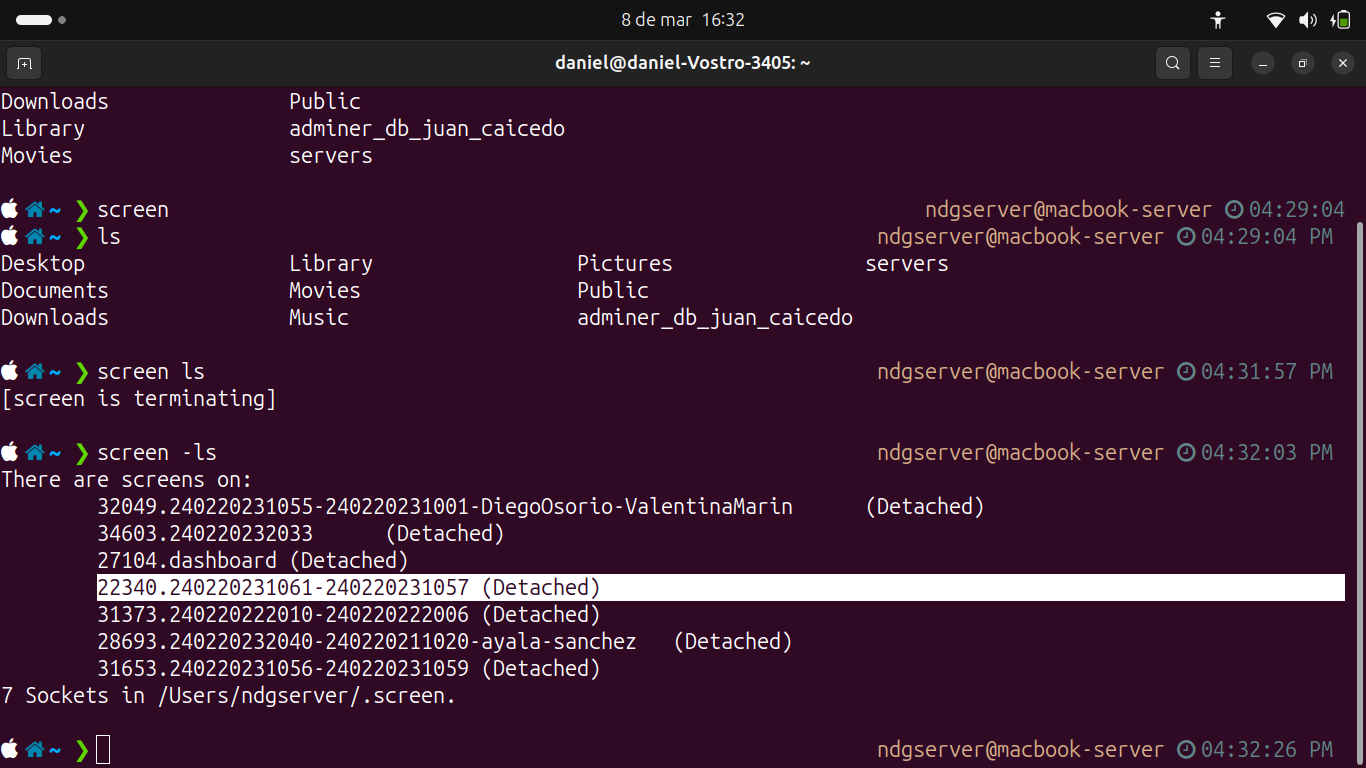 8 de mar 16:32
daniel@daniel-Vostro-3405: ~
Downloads Public
Library adminer_db_juan_caicedo
Movies servers
~ ❯ screen ndgserver@macbook-server 04:29:04
~ ❯ ls ndgserver@macbook-server 04:29:04 PM
Desktop Library Pictures servers
Documents Movies Public
Downloads Music adminer_db_juan_caicedo
~ ❯ screen ls ndgserver@macbook-server 04:31:57 PM
[screen is terminating]
~ ❯ screen -ls ndgserver@macbook-server 04:32:03 PM
There are screens on:
32049.240220231055-240220231001-DiegoOsorio-ValentinaMarin (Detached)
34603.240220232033 (Detached)
27104.dashboard (Detached)
22340.240220231061-240220231057 (Detached)
31373.240220222010-240220222006 (Detached)
28693.240220232040-240220211020-ayala-sanchez (Detached)
31653.240220231056-240220231059 (Detached)
7 Sockets in /Users/ndgserver/.screen.
~ ❯ ndgserver@macbook-server 04:32:26 PM